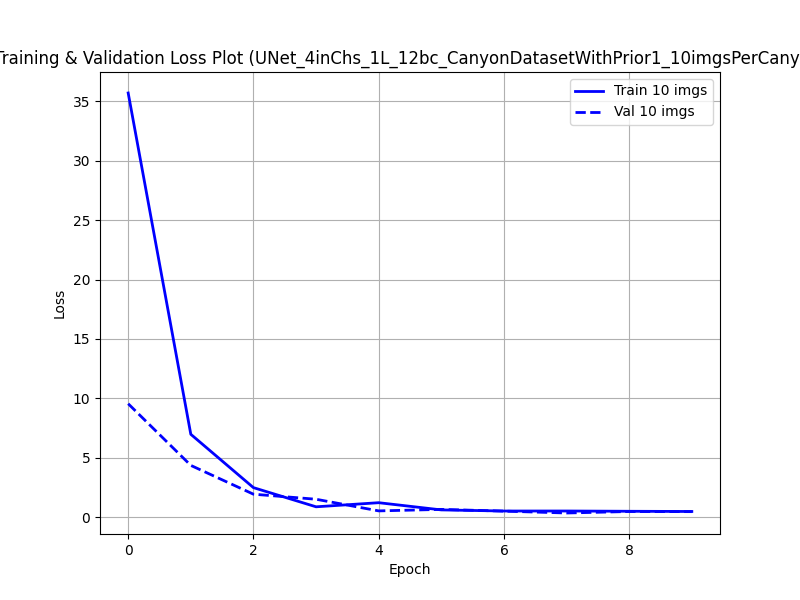 Training & Validation Loss Plot (UNet_4inChs_1L_12bc_CanyonDatasetWithPrior1_10imgsPerCany
Train 10 imgs
Val 10 imgs
35
30
25
20
15
10
5
0
Loss
0 2 4 6 8
Epoch